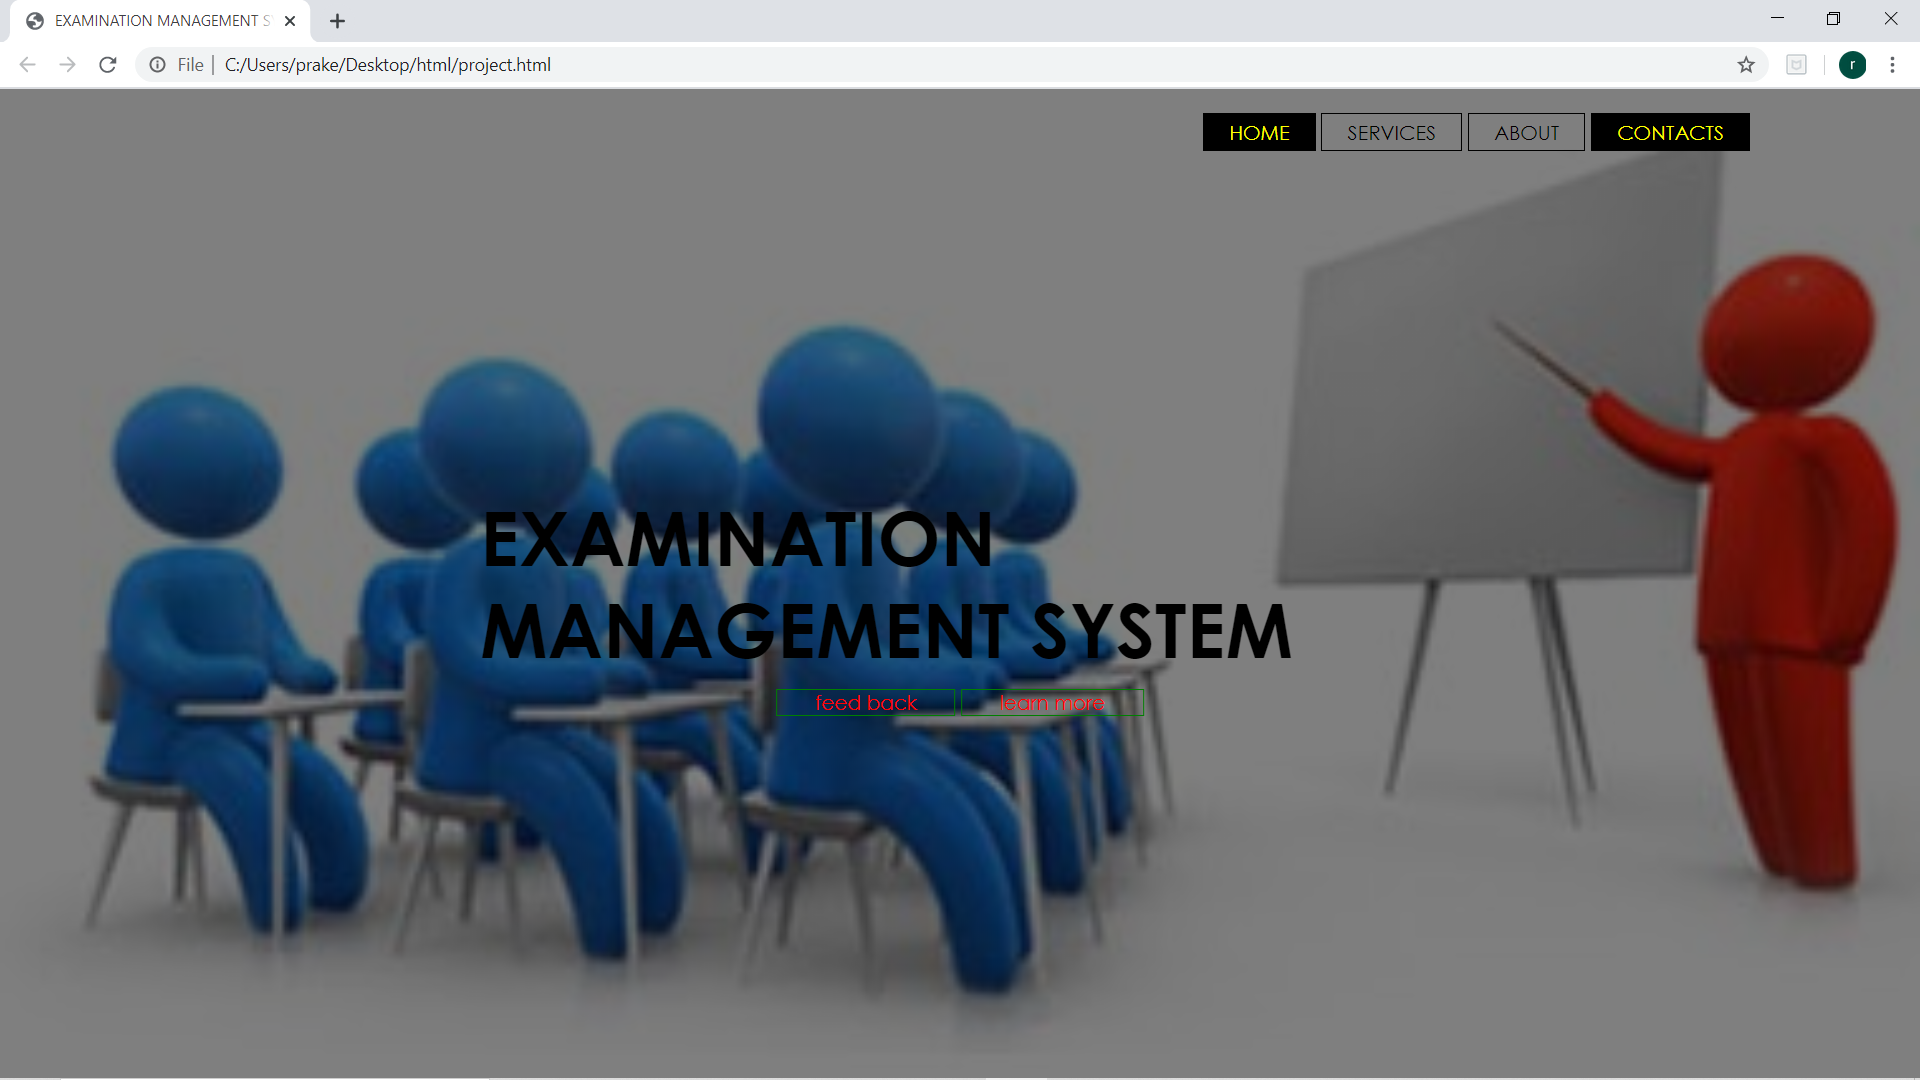 EXAMINATION MANAGEMENT S
File | C:/Users/prake/Desktop/html/project.html
r
HOME SERVICES ABOUT CONTACTS
EXAMINATION
MANAGEMENT SYSTEM
feed back learn more